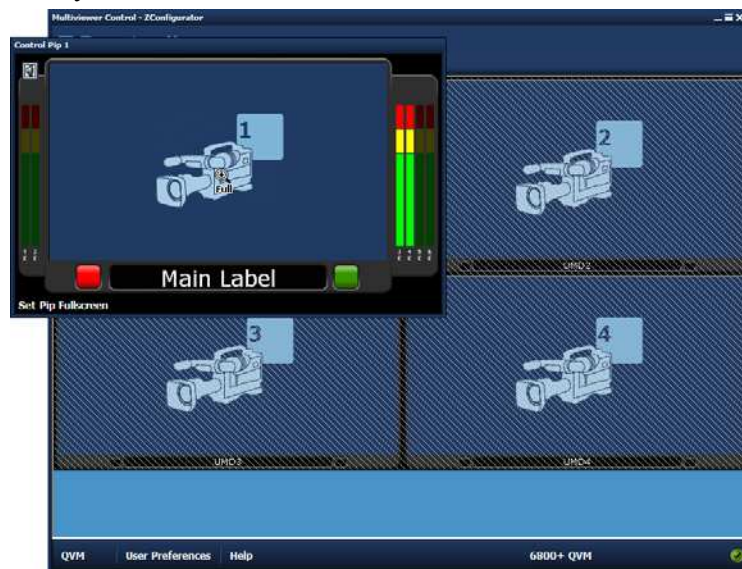 Multiviewer Control - ZConfigurator
Control Pip 1
1
Full
2
Main Label
UMD2
Set Pip Fullscreen
3
4
UMD3
UMD4
QVM User Preferences Help 6800+ QVM